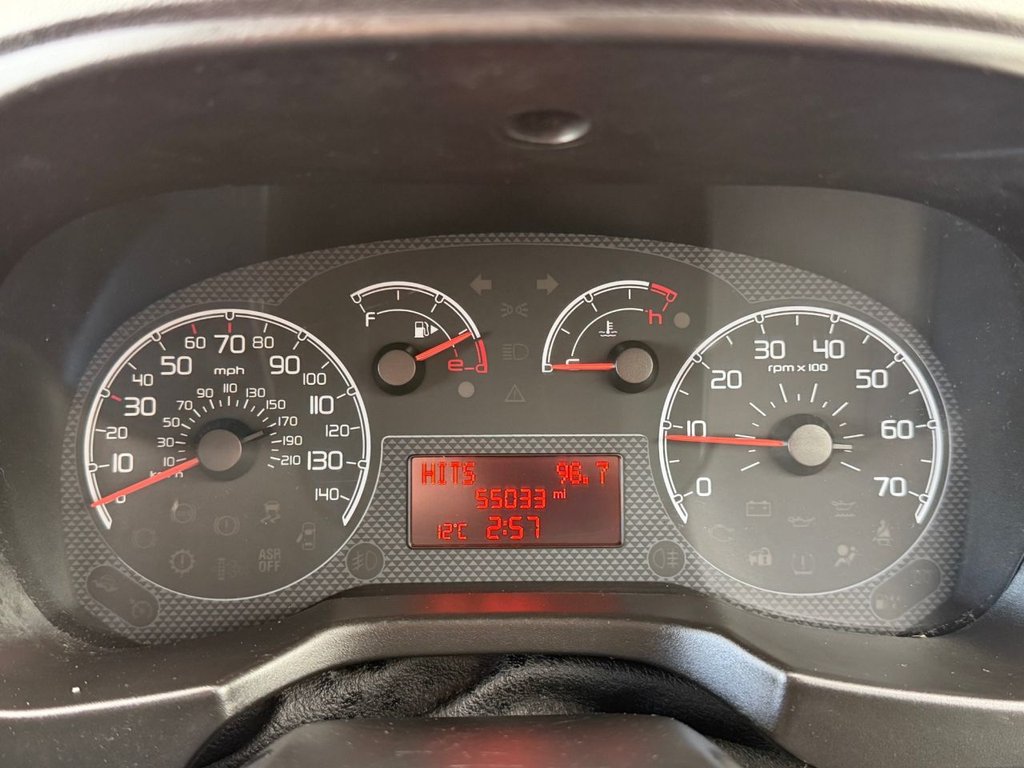 0 10 20 30 40 50 60 70 80 90 100 110 120 130 140
mph
10 30 50 70 90 110 130 150 170 190 210
F
e
c
h
0 10 20 30 40 50 60 70
rpm x 100
HITS 96.7
55033 mi
12°C 2:57
ASR
OFF